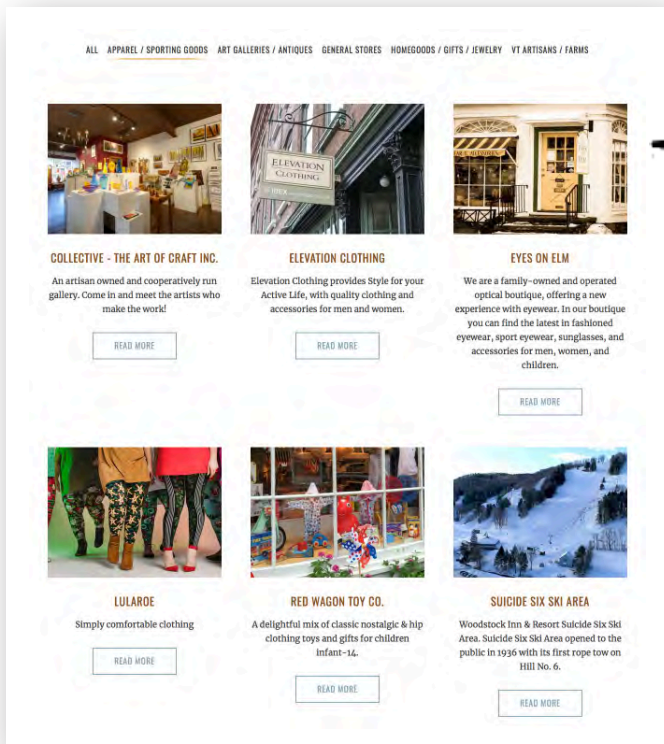 ALL APPAREL / SPORTING GOODS ART GALLERIES / ANTIQUES GENERAL STORES HOMEGOODS / GIFTS / JEWELRY VT ARTISANS / FARMS
ELEVATION
CLOTHING
COLLECTIVE - THE ART OF CRAFT INC.
An artisan owned and cooperatively run
gallery. Come in and meet the artists who
make the work!
READ MORE
ELEVATION CLOTHING
Elevation Clothing provides Style for your
Active Life, with quality clothing and
accessories for men and women.
READ MORE
EYES ON ELM
We are a family-owned and operated
optical boutique, offering a new
experience with eyewear. In our boutique
you can find the latest in fashioned
eyewear, sport eyewear, sunglasses, and
accessories for men, women, and
children.
READ MORE
LULAROE
Simply comfortable clothing
READ MORE
RED WAGON TOY CO.
A delightful mix of classic nostalgic & hip
clothing toys and gifts for children
infant-14.
READ MORE
SUICIDE SIX SKI AREA
Woodstock Inn & Resort Suicide Six Ski
Area. Suicide Six Ski Area opened to the
public in 1936 with its first rope tow on
Hill No. 6.
READ MORE